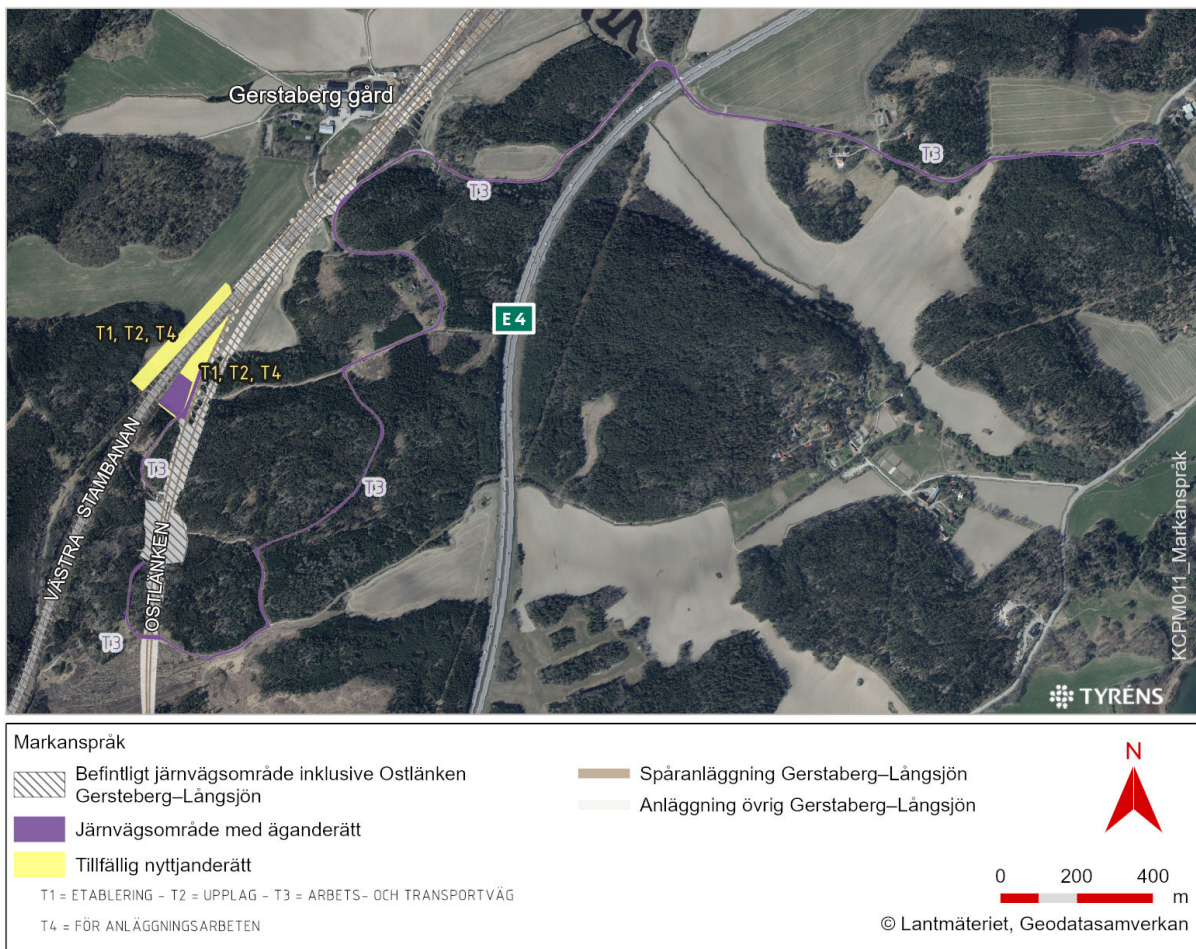 Gerstaberg gård
T3
T3
E4
T1, T2, T4
T1, T2, T4
VÄSTRA STAMBANAN
T3
T3
OSTLÄNKEN
T3
KCPM011_Markanspråk
TYRÉNS
Markanspråk
Befintligt järnvägsområde inklusive Ostlänken
Gersteberg–Långsjön
Järnvägsområde med äganderätt
Tillfällig nyttjanderätt
T1 = ETABLERING – T2 = UPPLAG – T3 = ARBETS- OCH TRANSPORTVÄG
T4 = FÖR ANLÄGGNINGSARBETEN
Spåranläggning Gerstaberg–Långsjön
Anläggning övrig Gerstaberg–Långsjön
N
0 200 400
m
© Lantmäteriet, Geodatasamverkan